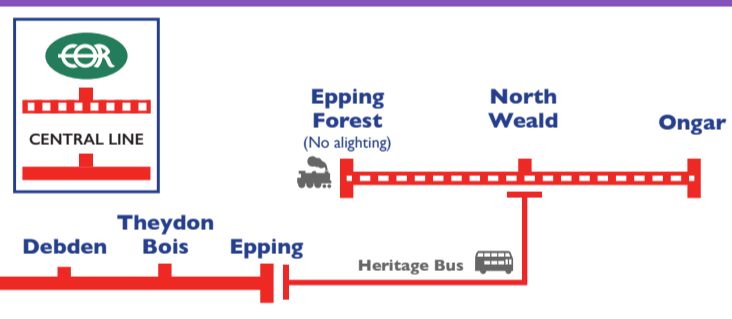 EOR
CENTRAL LINE
Epping
Forest
(No alighting)
North
Weald
Ongar
Debden
Theydon
Bois
Epping
Heritage Bus